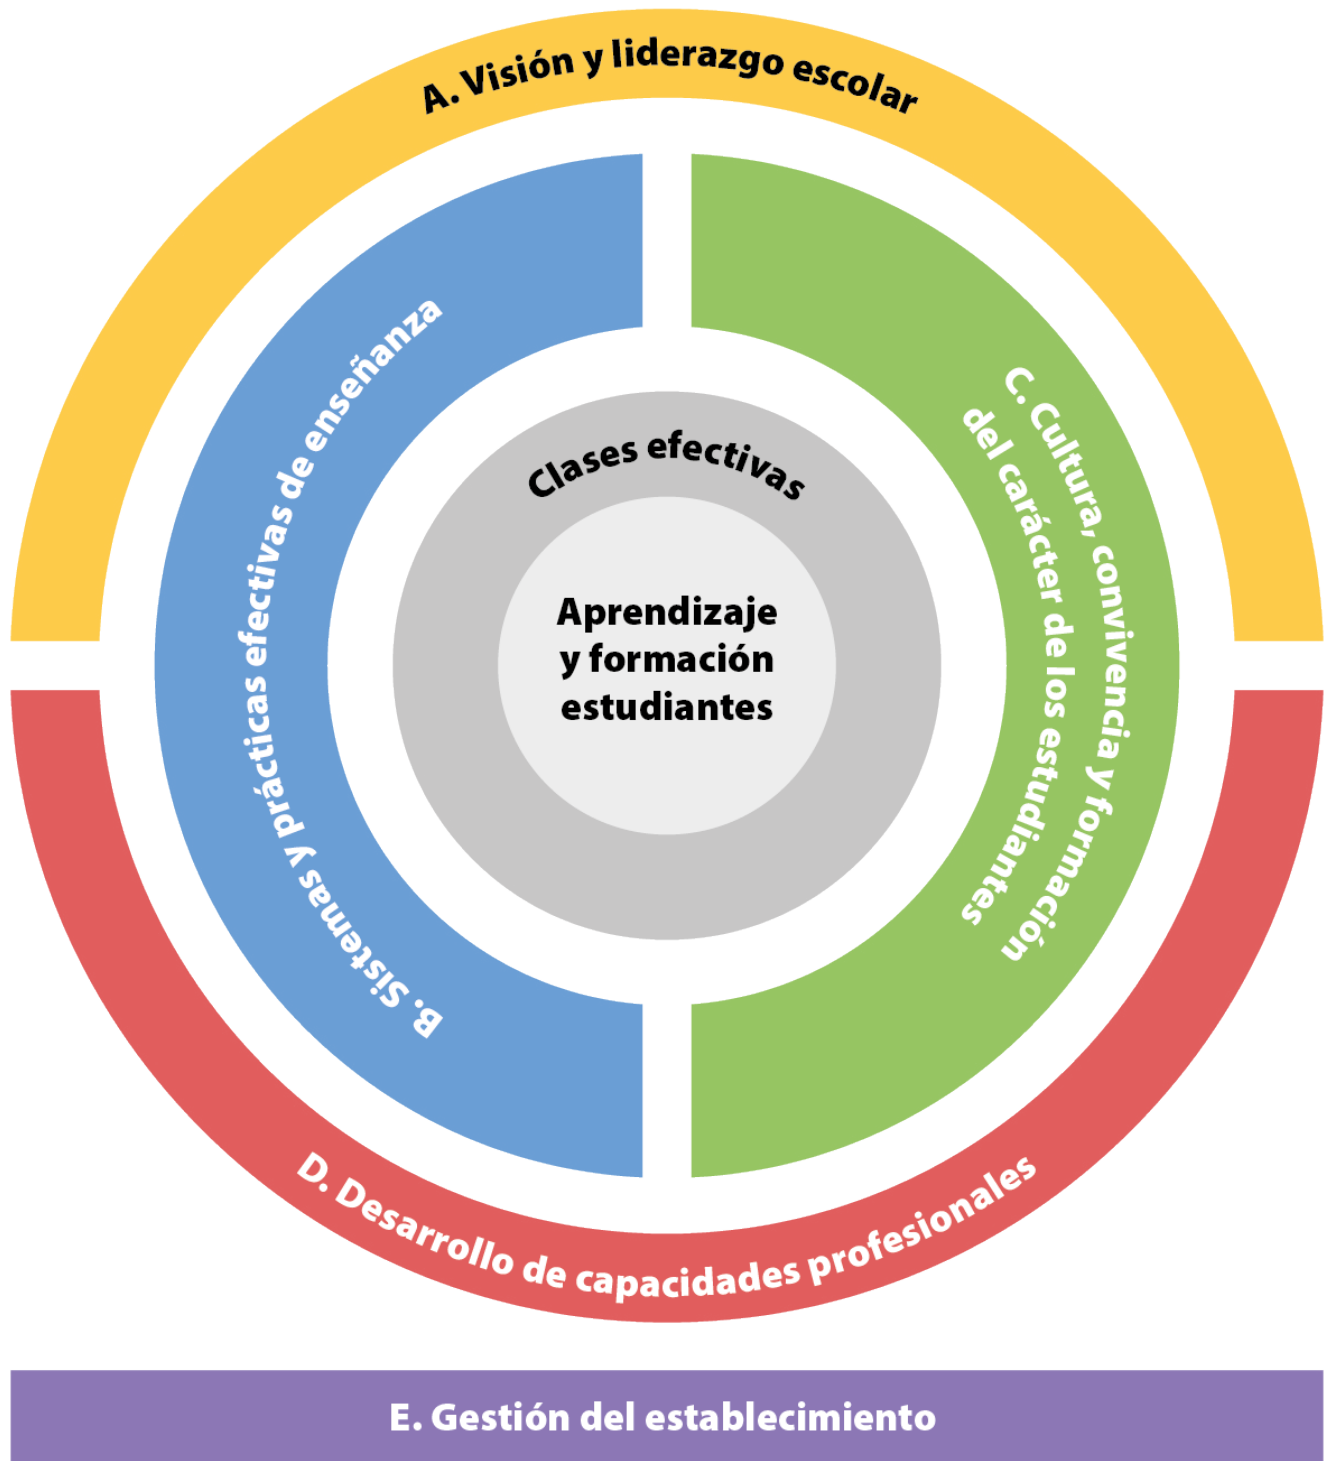 A. Visión y liderazgo escolar
B. Sistemas y prácticas efectivas de enseñanza
C. Cultura, convivencia y formación
del carácter de los estudiantes
Clases efectivas
Aprendizaje
y formación
estudiantes
D. Desarrollo de capacidades profesionales
E. Gestión del establecimiento